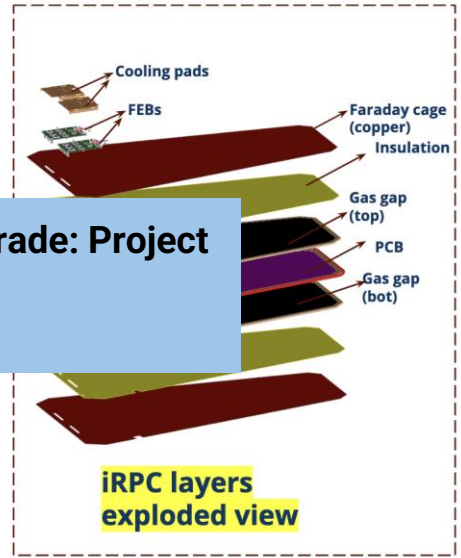 Cooling pads
FEBs
Faraday cage
(copper)
Insulation
Gas gap
(top)
rade: Project
PCB
Gas gap
(bot)
iRPC layers
exploded view